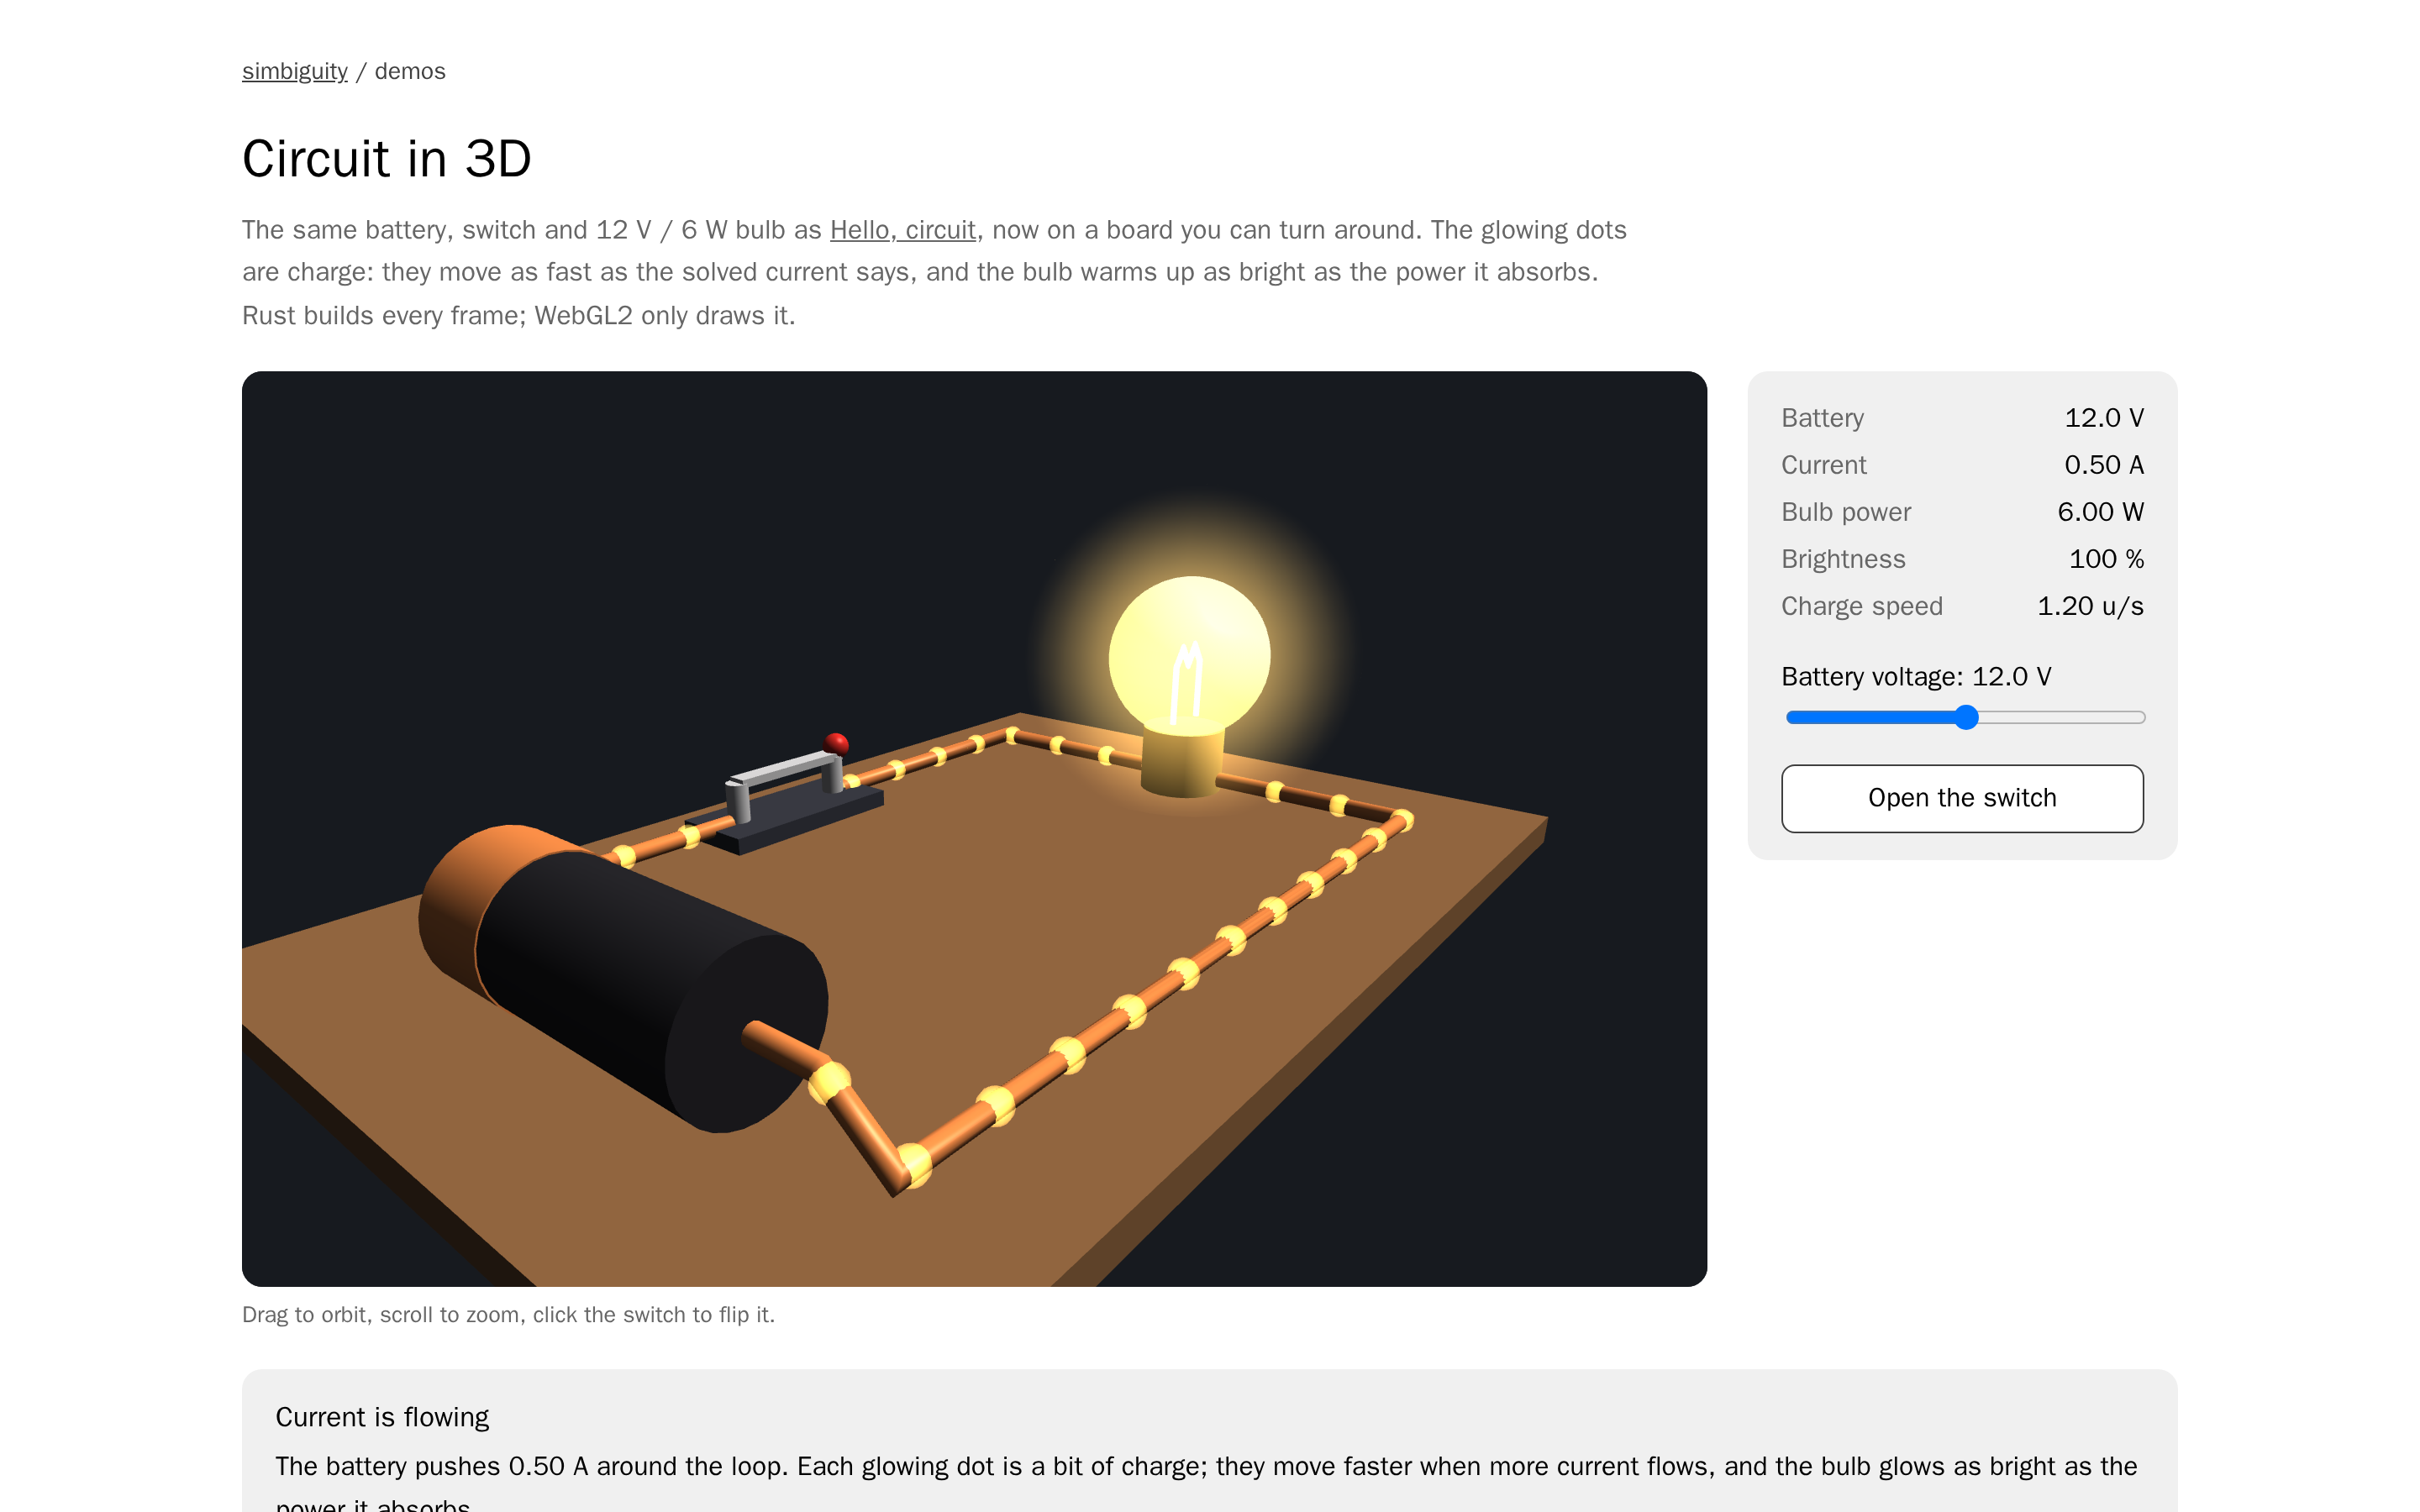 simbiguity / demos
Circuit in 3D
The same battery, switch and 12 V / 6 W bulb as Hello, circuit, now on a board you can turn around. The glowing dots
are charge: they move as fast as the solved current says, and the bulb warms up as bright as the power it absorbs.
Rust builds every frame; WebGL2 only draws it.
Battery 12.0 V
Current 0.50 A
Bulb power 6.00 W
Brightness 100 %
Charge speed 1.20 u/s
Battery voltage: 12.0 V
Open the switch
Drag to orbit, scroll to zoom, click the switch to flip it.
Current is flowing
The battery pushes 0.50 A around the loop. Each glowing dot is a bit of charge; they move faster when more current flows, and the bulb glows as bright as the
power it absorbs.